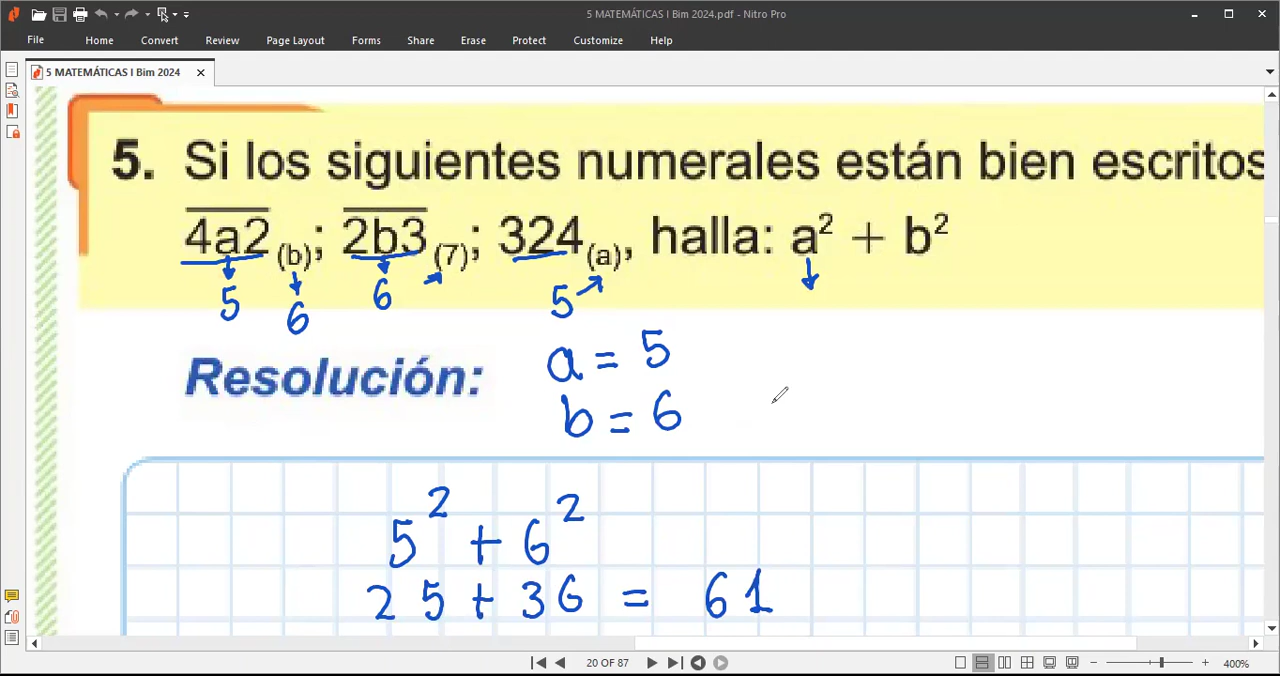 5 MATEMÁTICAS I Bim 2024.pdf - Nitro Pro
File Home Convert Review Page Layout Forms Share Erase Protect Customize Help
5 MATEMÁTICAS I Bim 2024
5. Si los siguientes numerales están bien escritos
4a2(b); 2b3(7); 324(a), halla: a² + b²
5 6 6 5
Resolución:
a = 5
b = 6
5² + 6²
25 + 36 = 61
20 OF 87 400%